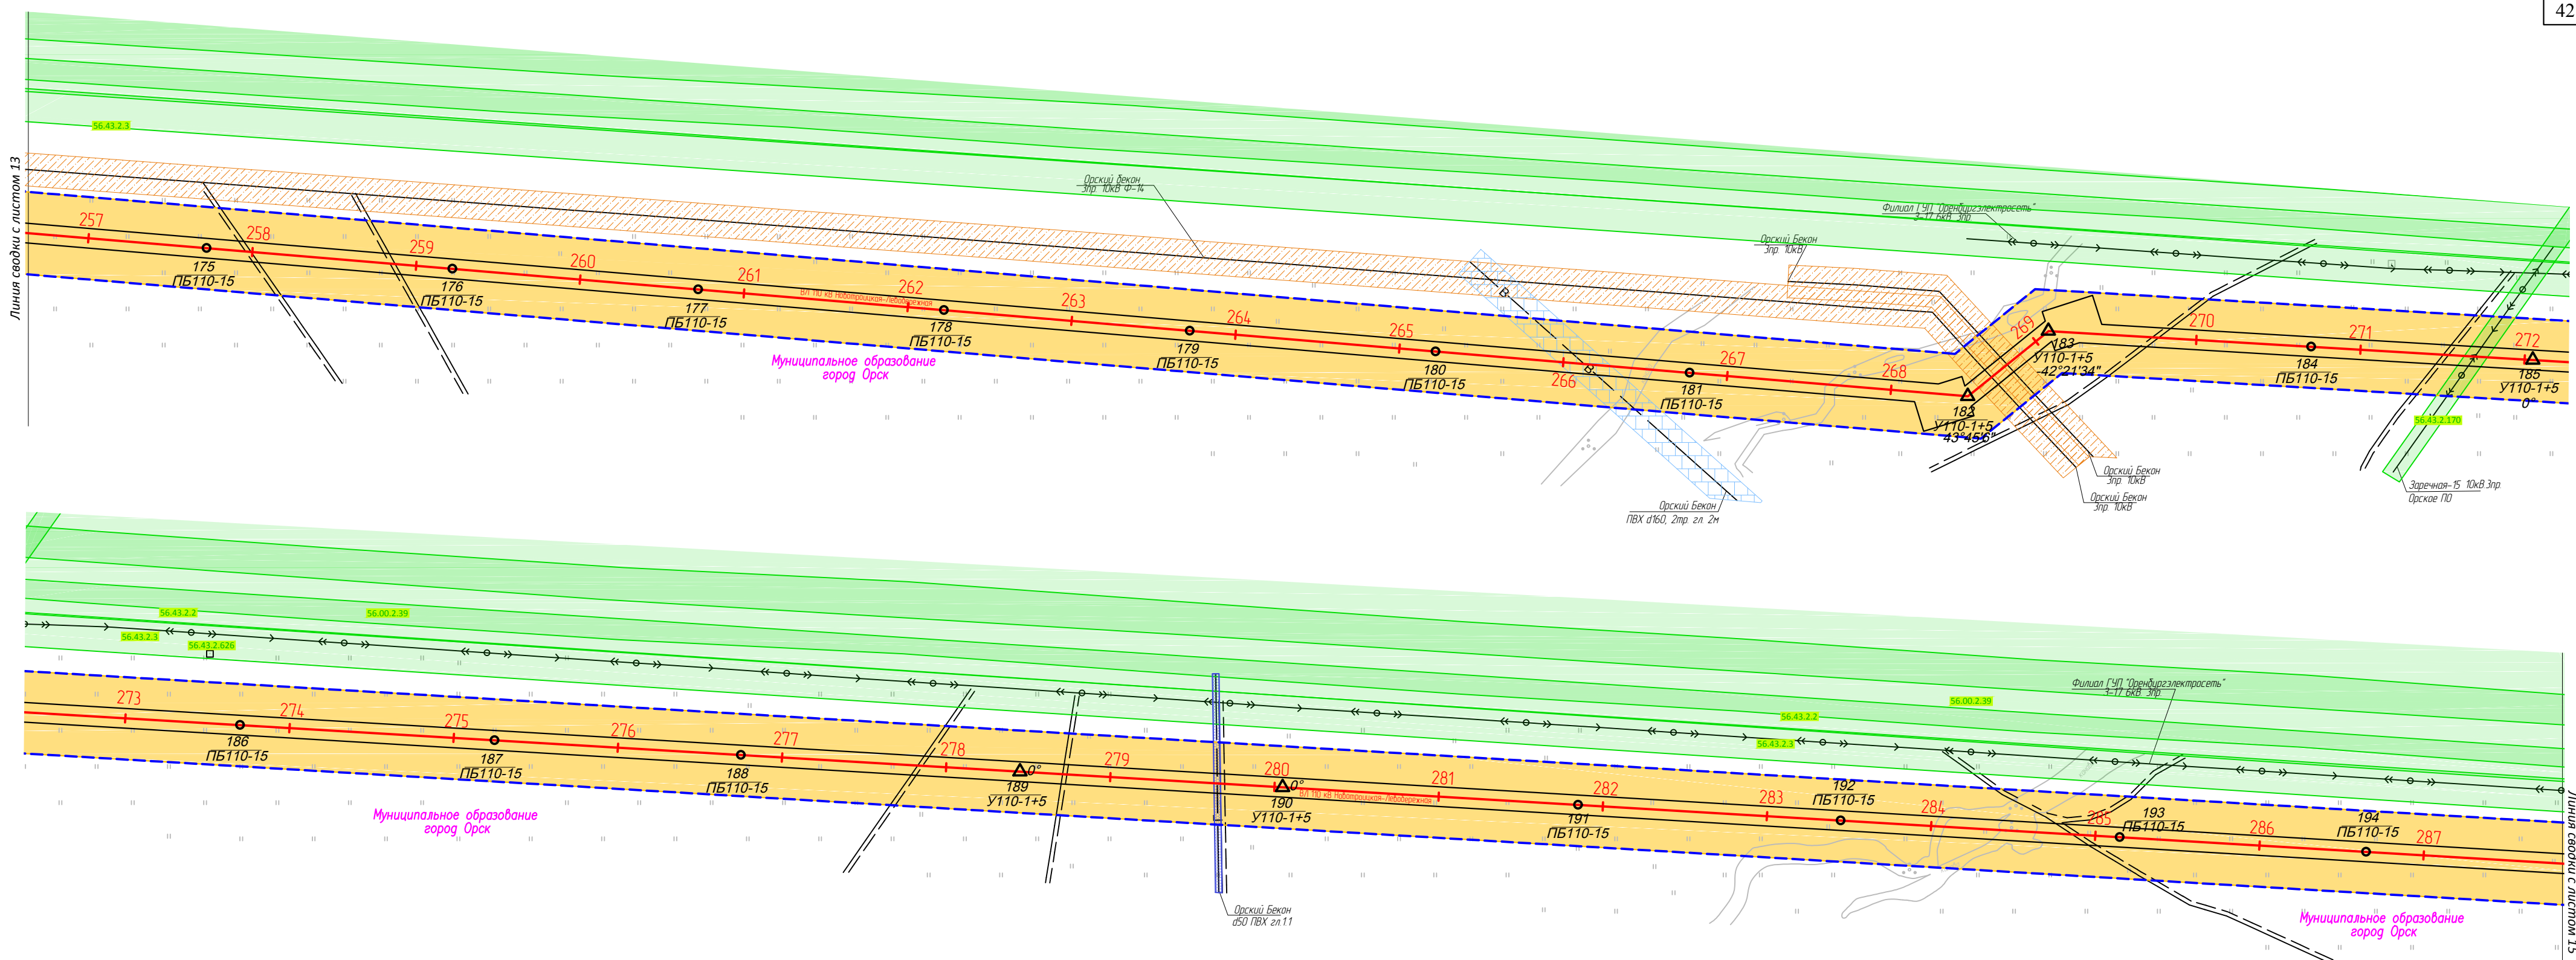 42
Линия сводки с листом 13
56.43.2.3
257
258
259
260
261
262
263
264
265
266
267
268
269
270
271
272
175
ПБ110-15
176
ПБ110-15
177
ПБ110-15
178
ПБ110-15
179
ПБ110-15
180
ПБ110-15
181
ПБ110-15
182
У110-1+5
43°45'6"
183
У110-1+5
-42°21'34"
184
ПБ110-15
185
У110-1+5
0°
ВЛ 110 кВ Новотроицкая-Левобережная
Муниципальное образование
город Орск
Орский бекон
3пр. 10кВ Ф-14
Орский Бекон
3пр. 10кВ
Филиал ГУП "Оренбургэлектросеть"
3-17 6кВ 3пр.
В
В
Орский Бекон
ПВХ d160, 2тр. гл. 2м
Орский Бекон
3пр. 10кВ
Орский Бекон
3пр. 10кВ
56.43.2.170
Заречная-15 10кВ 3пр.
Орское ПО
56.43.2.2
56.00.2.39
56.43.2.3
56.43.2.626
273
274
275
276
277
278
279
280
281
282
283
284
285
286
287
186
ПБ110-15
187
ПБ110-15
188
ПБ110-15
0°
189
У110-1+5
0°
190
У110-1+5
191
ПБ110-15
192
ПБ110-15
193
ПБ110-15
194
ПБ110-15
ВЛ 110 кВ Новотроицкая-Левобережная
Муниципальное образование
город Орск
Орский Бекон
d50 ПВХ гл.1.1
56.43.2.2
56.00.2.39
56.43.2.3
Филиал ГУП "Оренбургэлектросеть"
3-17 6кВ 3пр.
Муниципальное образование
город Орск
Линия сводки с листом 15